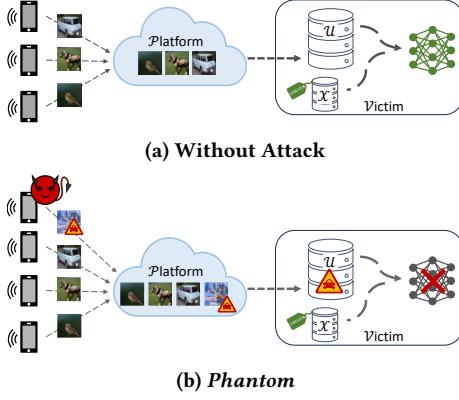 Platform
U
X
Victim
(a) Without Attack
Platform
U
X
Victim
(b) Phantom